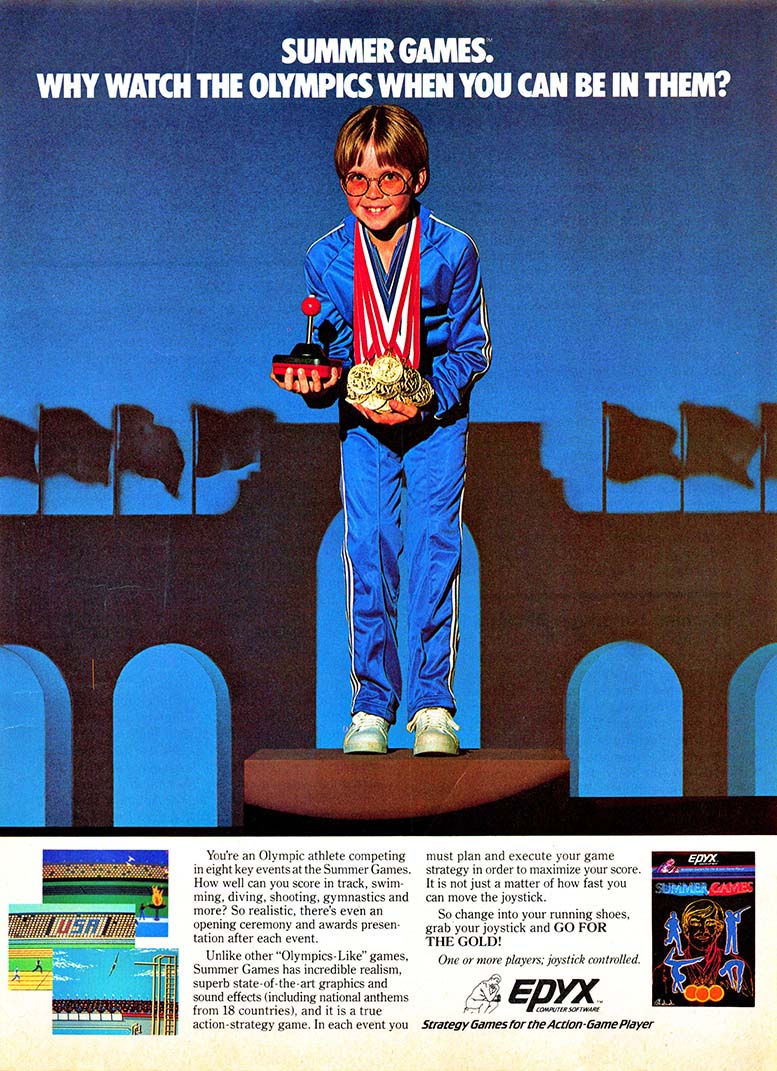 SUMMER GAMES.™
WHY WATCH THE OLYMPICS WHEN YOU CAN BE IN THEM?
You're an Olympic athlete competing
in eight key events at the Summer Games.
How well can you score in track, swim-
ming, diving, shooting, gymnastics and
more? So realistic, there's even an
opening ceremony and awards presen-
tation after each event.
Unlike other "Olympics-Like" games,
Summer Games has incredible realism,
superb state-of-the-art graphics and
sound effects (including national anthems
from 18 countries), and it is a true
action-strategy game. In each event you
must plan and execute your game
strategy in order to maximize your score.
It is not just a matter of how fast you
can move the joystick.
So change into your running shoes,
grab your joystick and GO FOR
THE GOLD!
One or more players; joystick controlled.
EPYX™
COMPUTER SOFTWARE
Strategy Games for the Action-Game Player
USA
EPYX
SUMMER GAMES